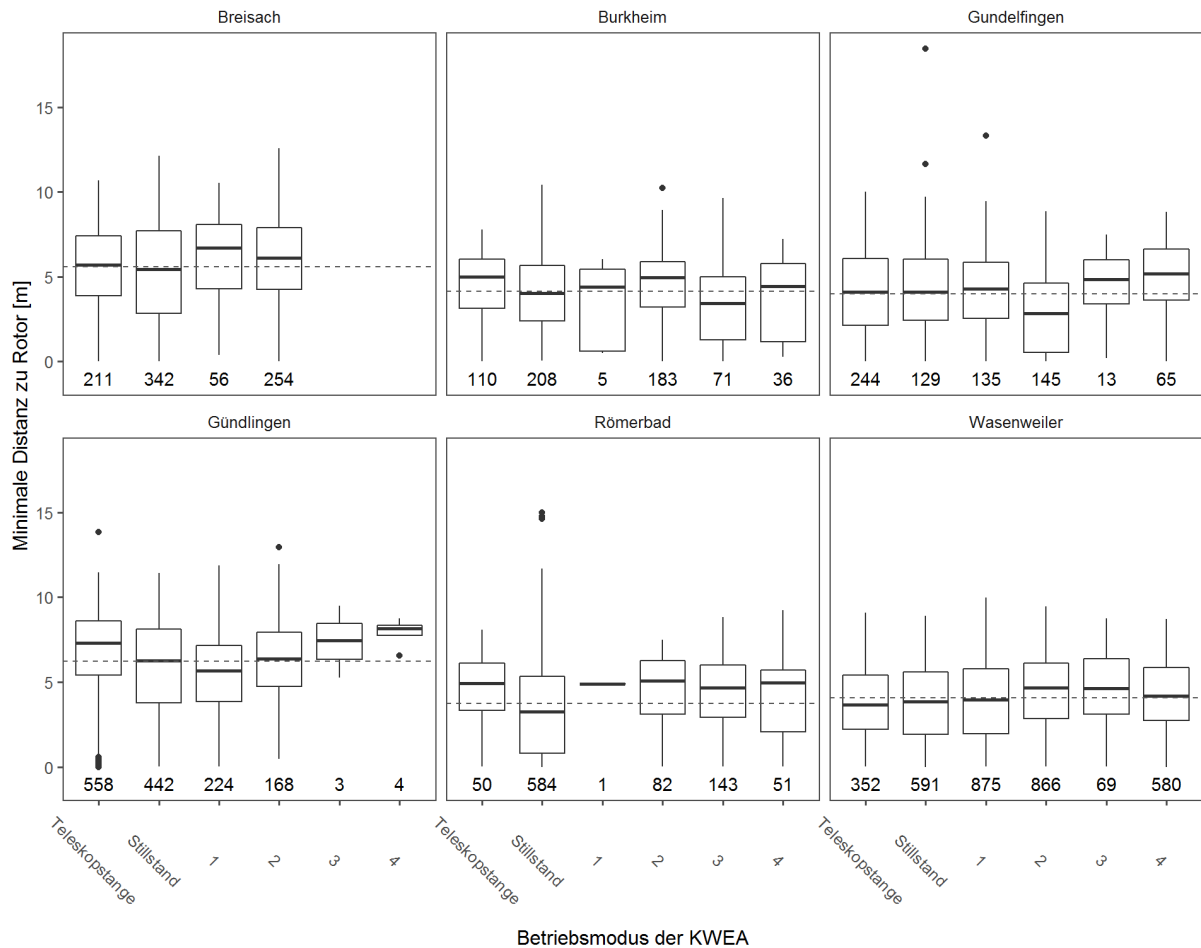 Breisach
Burkheim
Gundelfingen
15
10
5
0
211 342 56 254
110 208 5 183 71 36
244 129 135 145 13 65
Minimale Distanz zu Rotor [m]
Gündlingen
Römerbad
Wasenweiler
15
10
5
0
558 442 224 168 3 4
50 584 1 82 143 51
352 591 875 866 69 580
Teleskopstange Stillstand 1 2 3 4
Teleskopstange Stillstand 1 2 3 4
Teleskopstange Stillstand 1 2 3 4
Betriebsmodus der KWEA